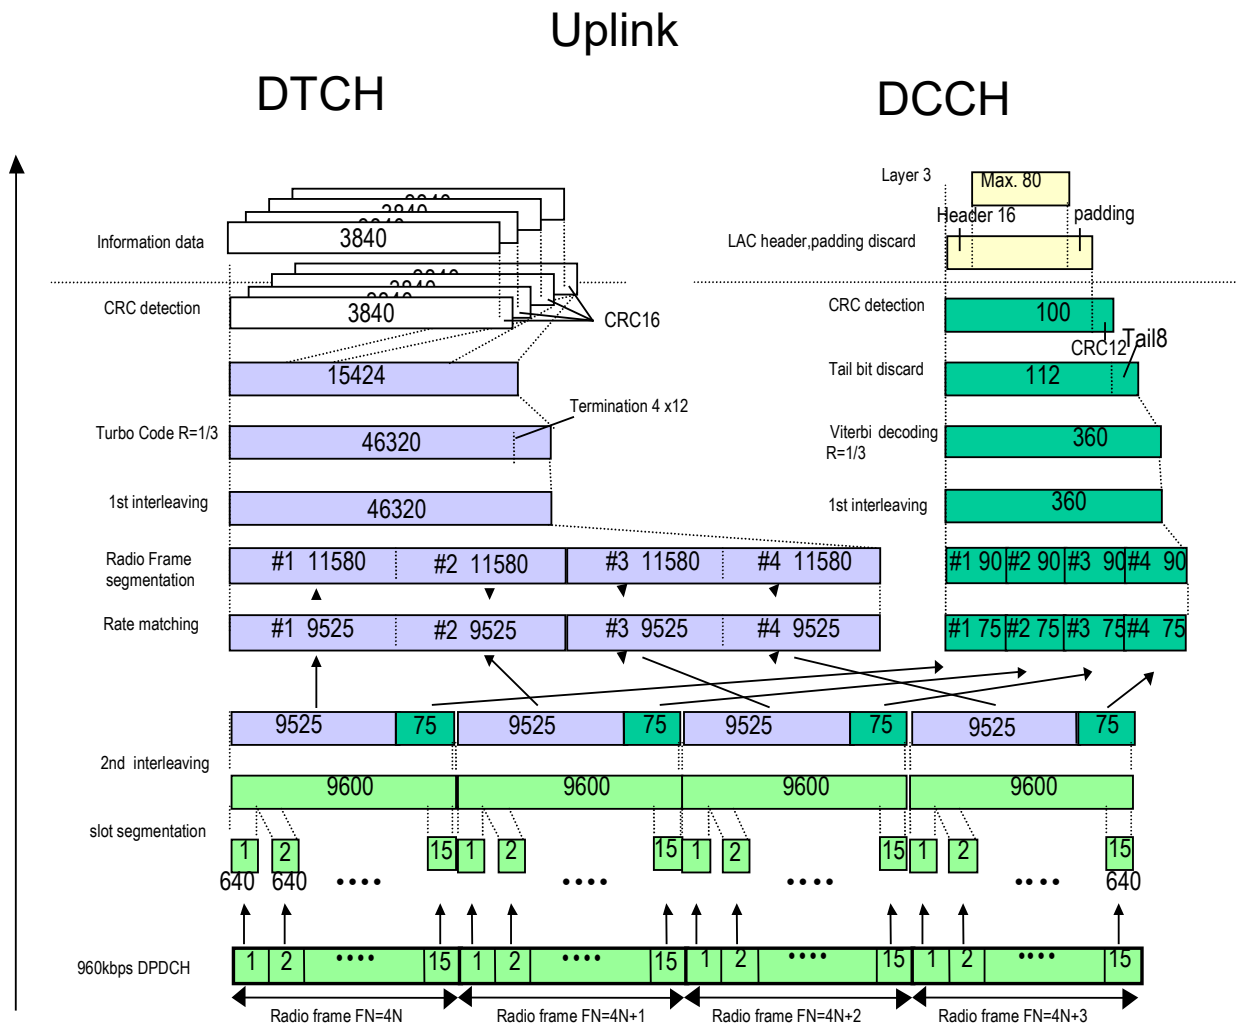 Uplink
DTCH
DCCH
Layer 3
Max. 80
Header 16
padding
Information data
3840
LAC header,padding discard
CRC detection
3840
CRC16
CRC detection
100
CRC12
15424
Tail bit discard
112
Tail8
Termination 4 x12
Turbo Code R=1/3
46320
Viterbi decoding
R=1/3
360
1st interleaving
46320
1st interleaving
360
Radio Frame
segmentation
#1 11580
#2 11580
#3 11580
#4 11580
#1 90
#2 90
#3 90
#4 90
Rate matching
#1 9525
#2 9525
#3 9525
#4 9525
#1 75
#2 75
#3 75
#4 75
9525
75
9525
75
9525
75
9525
75
2nd interleaving
9600
9600
9600
9600
slot segmentation
1
2
15
1
2
15
1
2
15
1
2
15
640
640
••••
••••
••••
••••
640
960kbps DPDCH
1
2
••••
15
1
2
••••
15
1
2
••••
15
1
2
••••
15
Radio frame FN=4N
Radio frame FN=4N+1
Radio frame FN=4N+2
Radio frame FN=4N+3